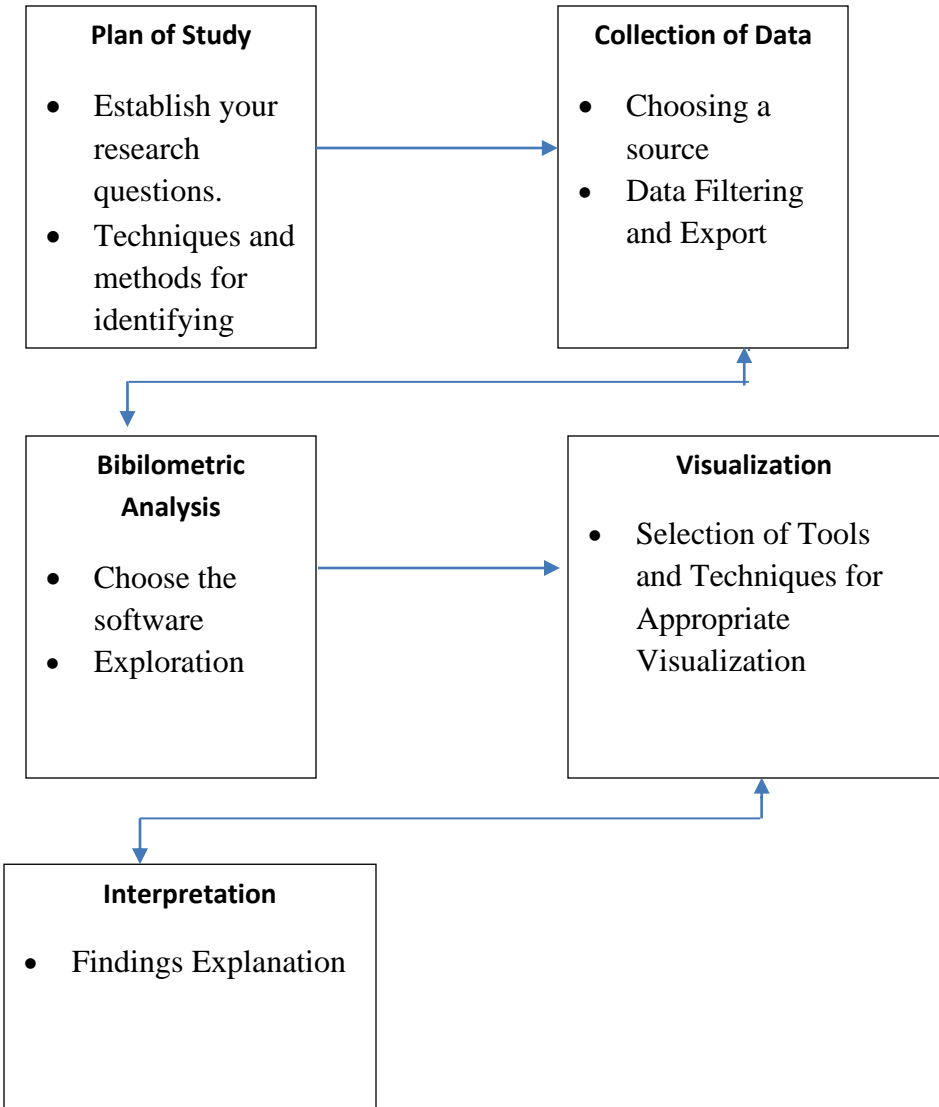 Plan of Study
• Establish your
research
questions.
• Techniques and
methods for
identifying
Collection of Data
• Choosing a
source
• Data Filtering
and Export
Bibilometric
Analysis
• Choose the
software
• Exploration
Visualization
• Selection of Tools
and Techniques for
Appropriate
Visualization
Interpretation
• Findings Explanation